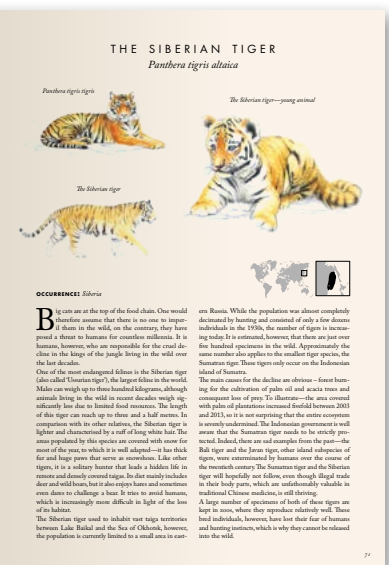 THE SIBERIAN TIGER
Panthera tigris altaica
Panthera tigris tigris
The Siberian tiger—young animal
The Siberian tiger
OCCURRENCE: Siberia
Big cats are at the top of the food chain. One would
therefore assume that there is no one to imper-
il them in the wild, on the contrary, they have
posed a threat to humans for countless millennia. It is
humans, however, who are responsible for the cruel de-
cline in the kings of the jungle living in the wild over
the last decades.
One of the most endangered felines is the Siberian tiger
(also called 'Ussurian tiger'), the largest feline in the world.
Males can weigh up to three hundred kilograms, although
animals living in the wild in recent decades weigh sig-
nificantly less due to limited food resources. The length
of this tiger can reach up to three and a half metres. In
comparison with its other relatives, the Siberian tiger is
lighter and characterised by a ruff of long white hair. The
areas populated by this species are covered with snow for
most of the year, to which it is well adapted—it has thick
fur and huge paws that serve as snowshoes. Like other
tigers, it is a solitary hunter that leads a hidden life in
remote and densely covered taigas. Its diet mainly includes
deer and wild boars, but it also enjoys hares and sometimes
even dares to challenge a bear. It tries to avoid humans,
which is increasingly more difficult in light of the loss
of its habitat.
The Siberian tiger used to inhabit vast taiga territories
between Lake Baikal and the Sea of Okhotsk, however,
the population is currently limited to a small area in east-
ern Russia. While the population was almost completely
decimated by hunting and consisted of only a few dozens
individuals in the 1930s, the number of tigers is increas-
ing today. It is estimated, however, that there are just over
five hundred specimens in the wild. Approximately the
same number also applies to the smallest tiger species, the
Sumatran tiger. These tigers only occur on the Indonesian
island of Sumatra.
The main causes for the decline are obvious – forest burn-
ing for the cultivation of palm oil and acacia trees and
consequent loss of prey. To illustrate—the area covered
with palm oil plantations increased fivefold between 2003
and 2013, so it is not surprising that the entire ecosystem
is severely undermined. The Indonesian government is well
aware that the Sumatran tiger needs to be strictly pro-
tected. Indeed, there are sad examples from the past—the
Bali tiger and the Javan tiger, other island subspecies of
tigers, were exterminated by humans over the course of
the twentieth century. The Sumatran tiger and the Siberian
tiger will hopefully not follow, even though illegal trade
in their body parts, which are unfathomably valuable in
traditional Chinese medicine, is still thriving.
A large number of specimens of both of these tigers are
kept in zoos, where they reproduce relatively well. These
bred individuals, however, have lost their fear of humans
and hunting instincts, which is why they cannot be released
into the wild.